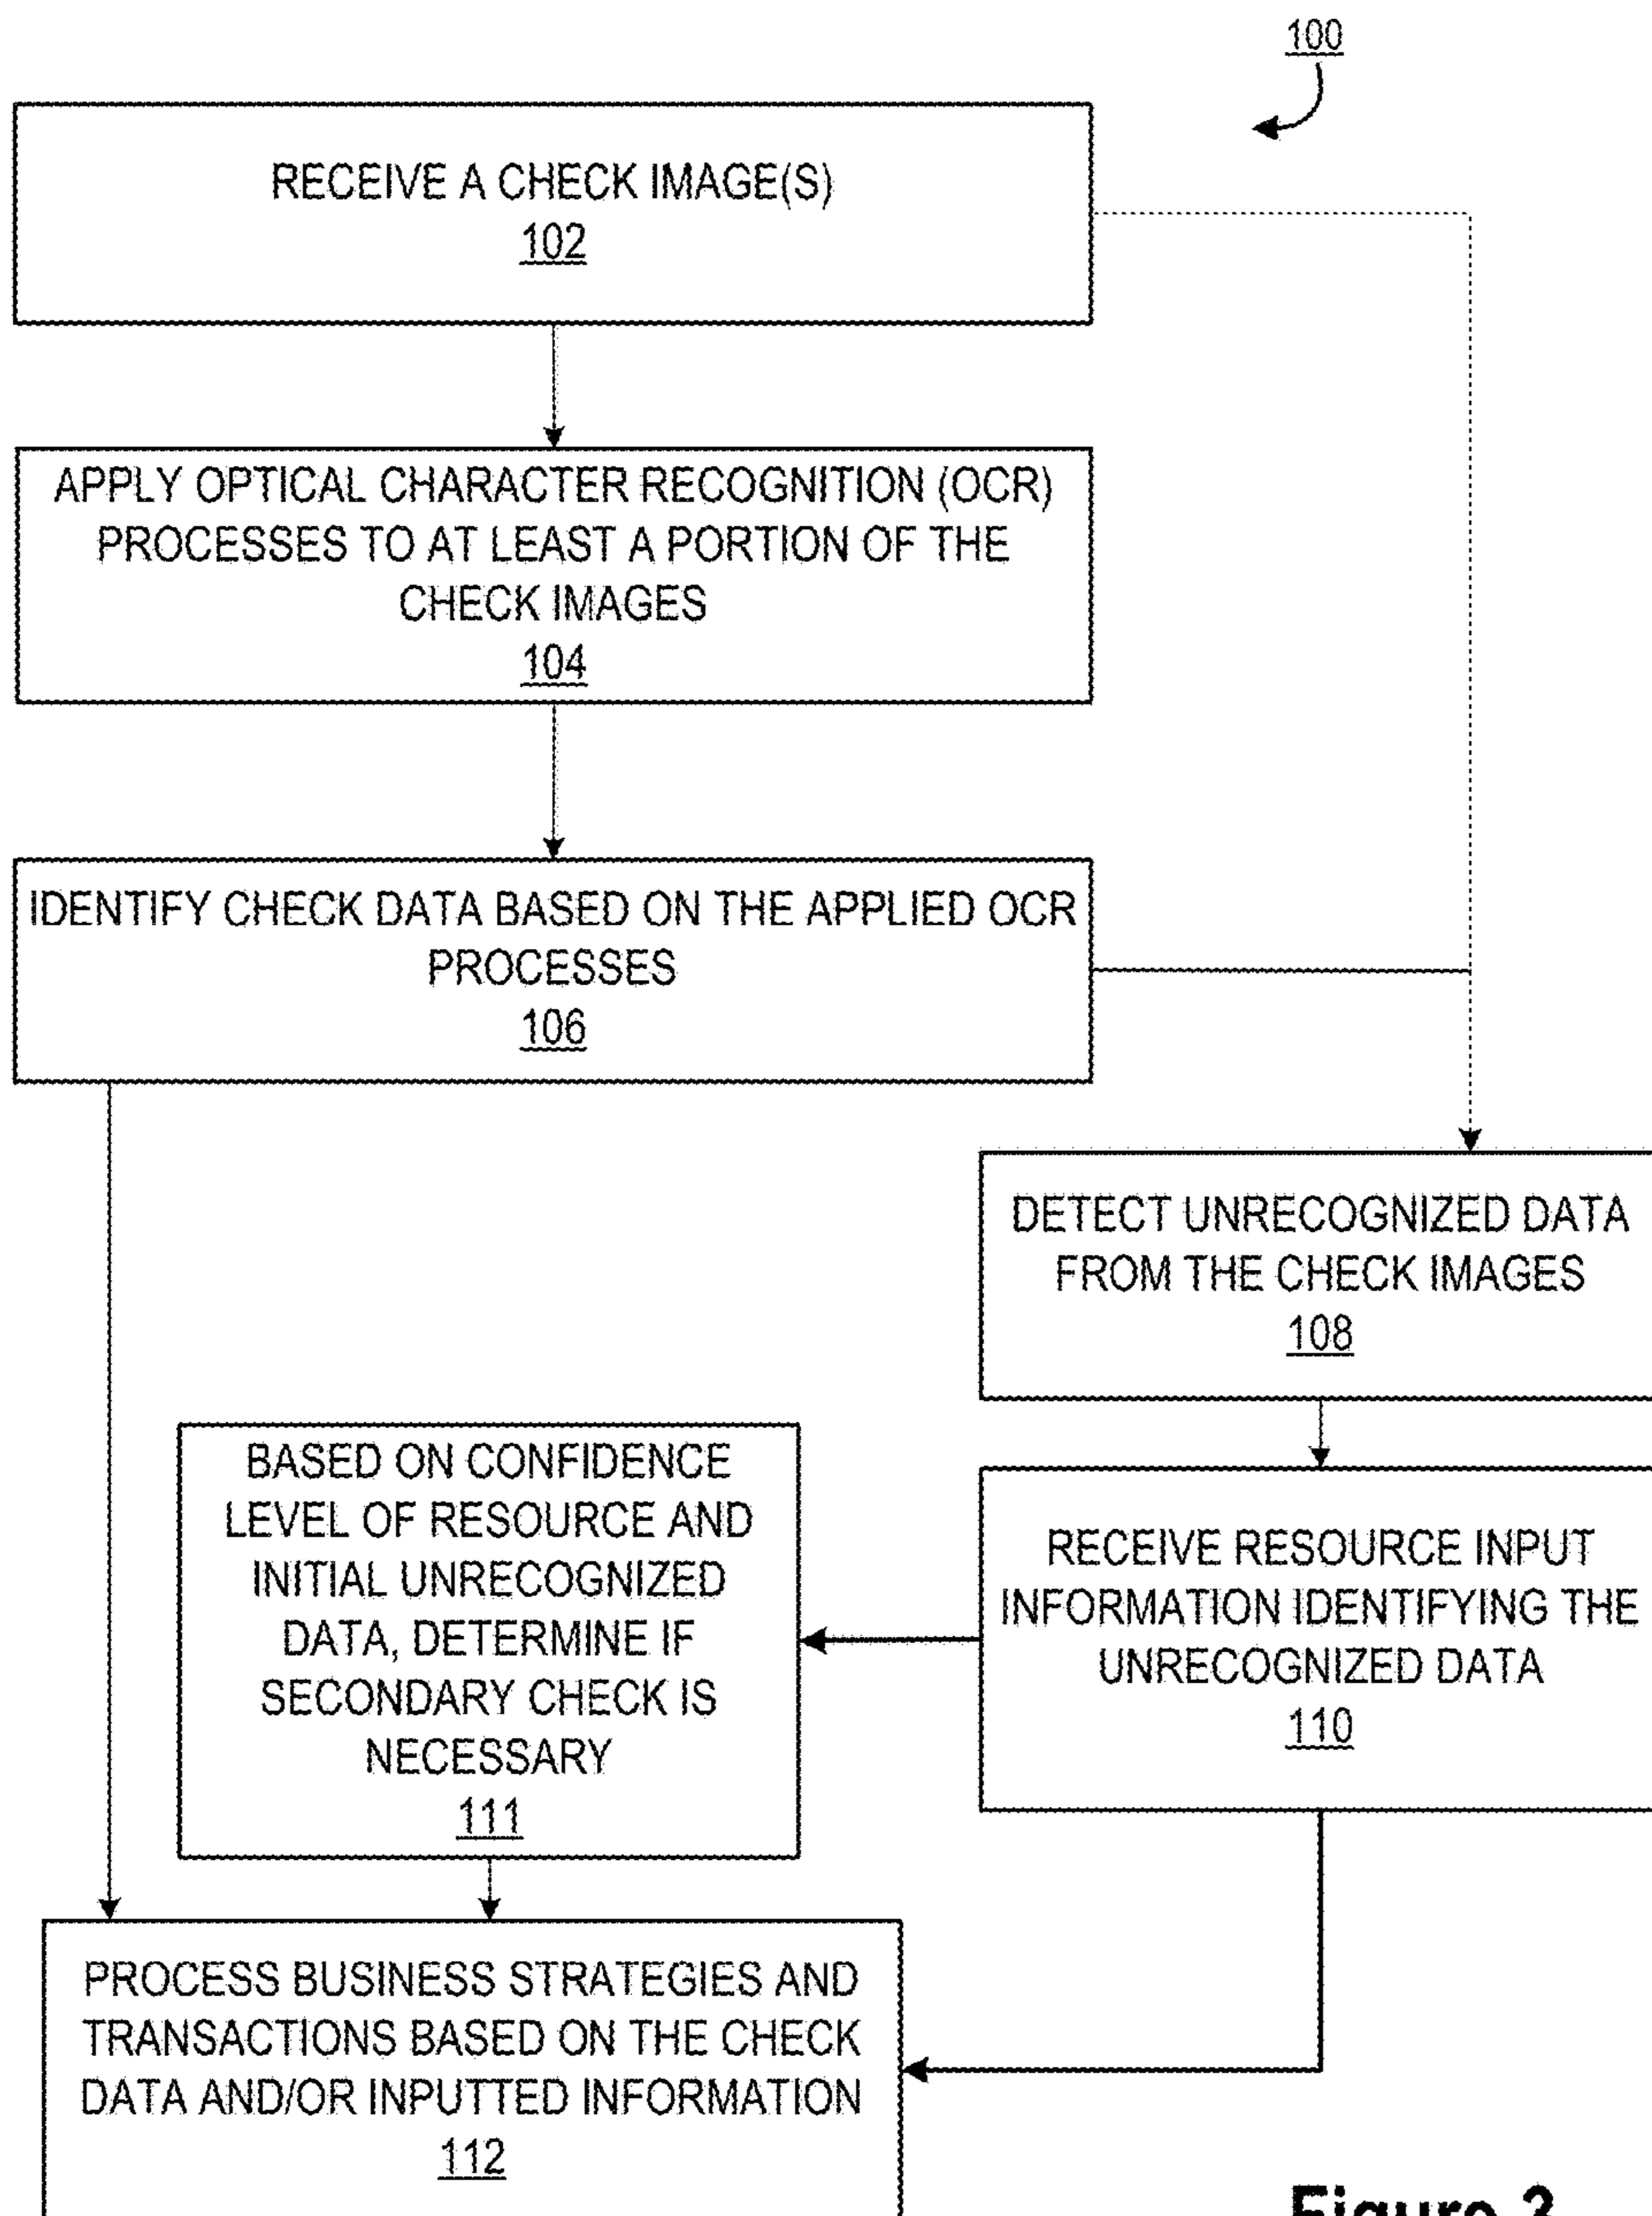 100
RECEIVE A CHECK IMAGE(S)
102
APPLY OPTICAL CHARACTER RECOGNITION (OCR)
PROCESSES TO AT LEAST A PORTION OF THE
CHECK IMAGES
104
IDENTIFY CHECK DATA BASED ON THE APPLIED OCR
PROCESSES
106
DETECT UNRECOGNIZED DATA
FROM THE CHECK IMAGES
108
BASED ON CONFIDENCE
LEVEL OF RESOURCE AND
INITIAL UNRECOGNIZED
DATA, DETERMINE IF
SECONDARY CHECK IS
NECESSARY
111
RECEIVE RESOURCE INPUT
INFORMATION IDENTIFYING THE
UNRECOGNIZED DATA
110
PROCESS BUSINESS STRATEGIES AND
TRANSACTIONS BASED ON THE CHECK
DATA AND/OR INPUTTED INFORMATION
112
Figure